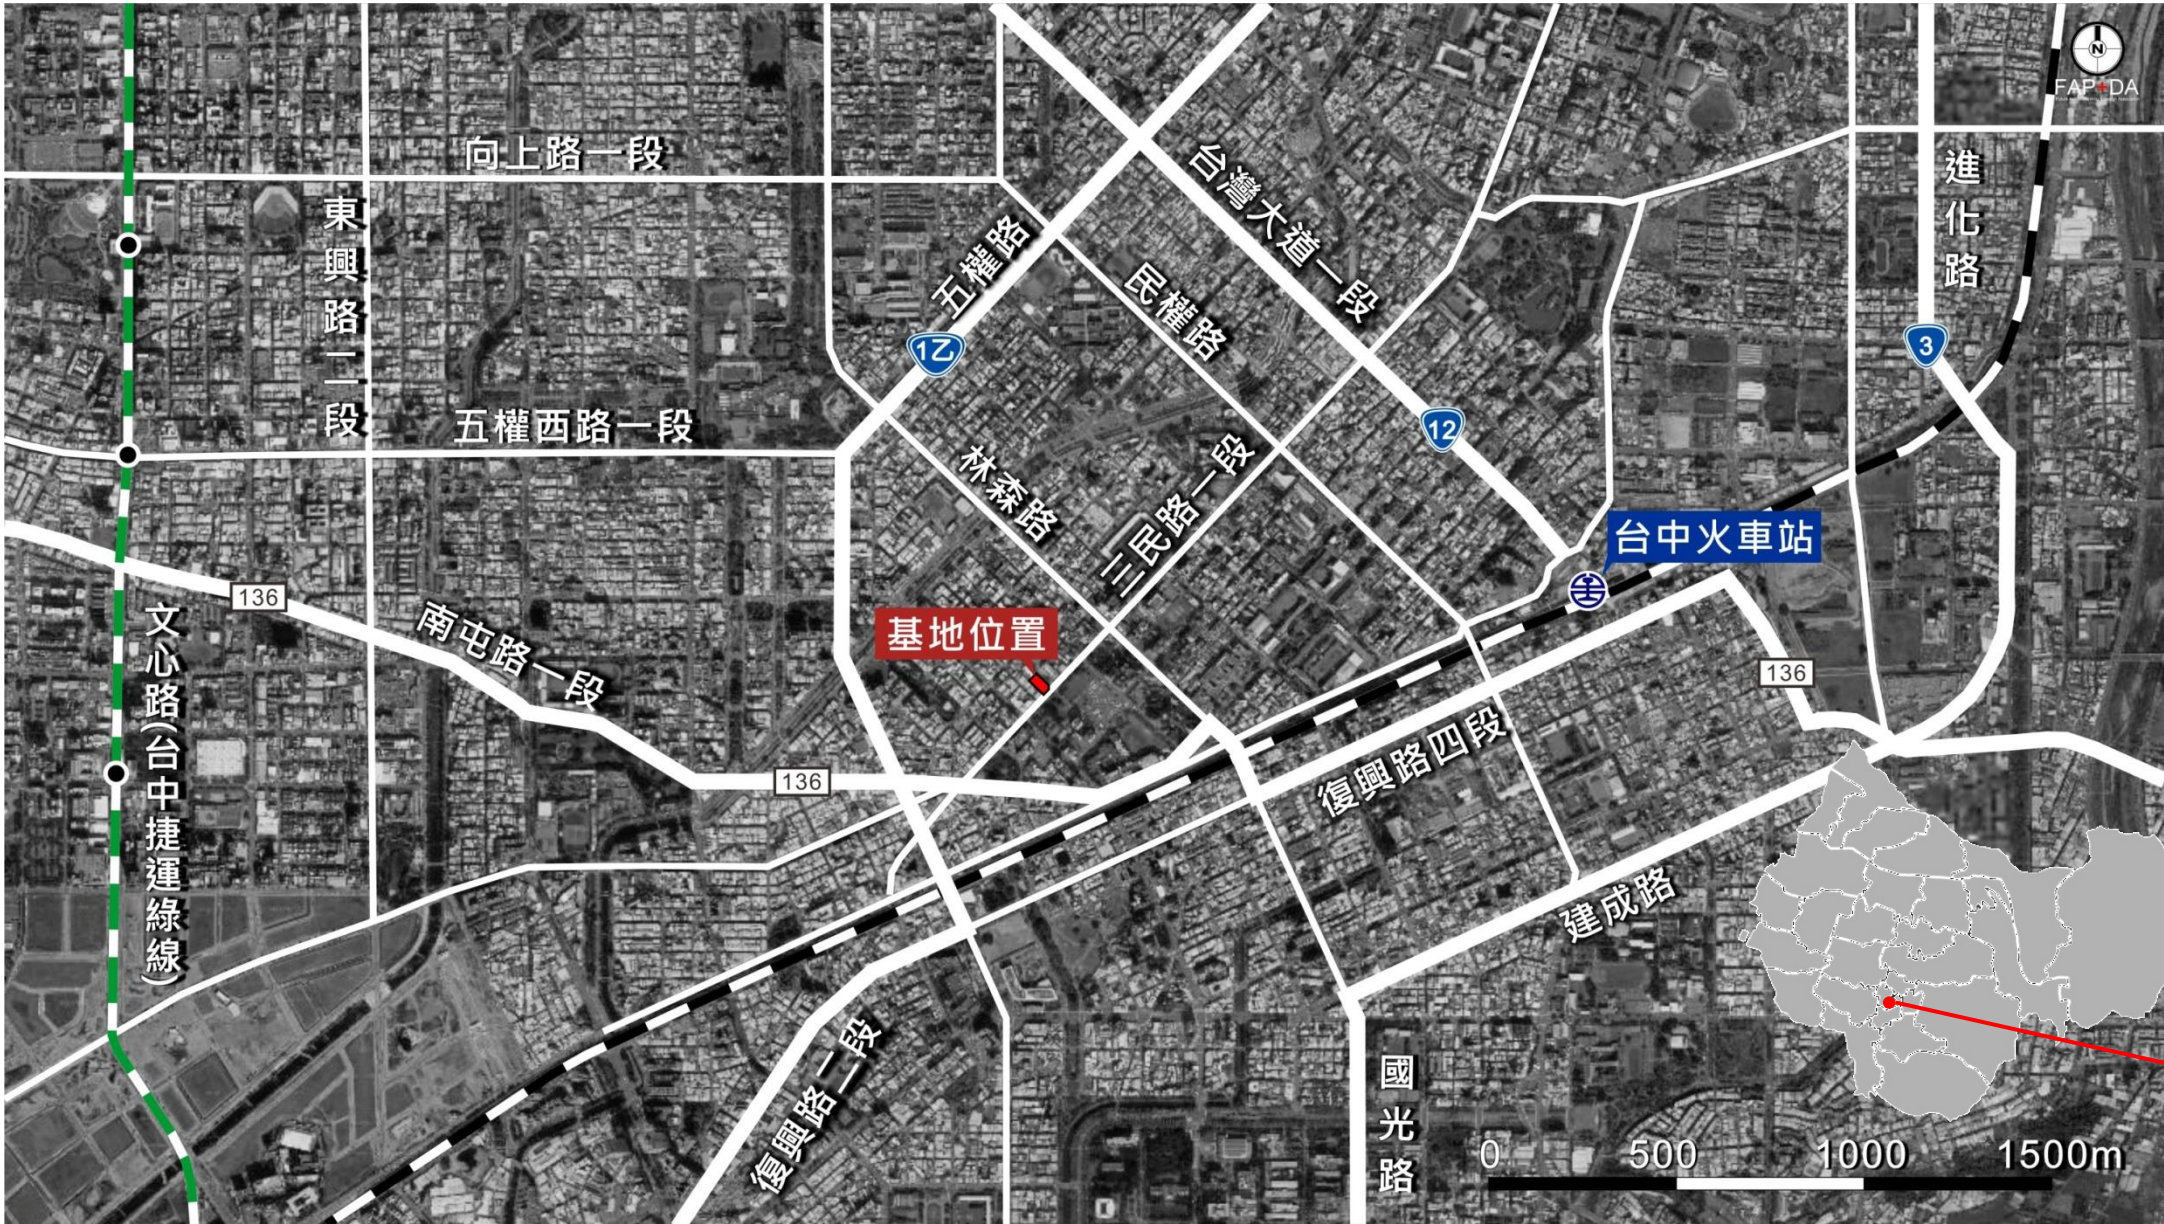 N
FAP+DA
向上路一段
台灣大道一段
進化路
東興路二段
五權路
民權路
1乙
3
五權西路一段
12
林森路
三民路一段
台中火車站
136
南屯路一段
基地位置
文心路(台中捷運綠線)
136
136
復興路四段
建成路
復興路二段
國光路
0 500 1000 1500m